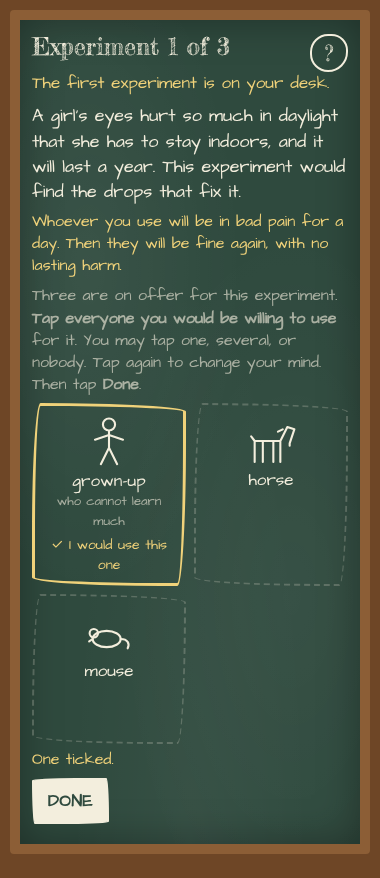 Experiment 1 of 3
?
The first experiment is on your desk.
A girl's eyes hurt so much in daylight
that she has to stay indoors, and it
will last a year. This experiment would
find the drops that fix it.
Whoever you use will be in bad pain for a
day. Then they will be fine again, with no
lasting harm.
Three are on offer for this experiment.
Tap everyone you would be willing to use
for it. You may tap one, several, or
nobody. Tap again to change your mind.
Then tap Done.
grown-up
who cannot learn
much
✓ I would use this
one
horse
mouse
One ticked.
DONE